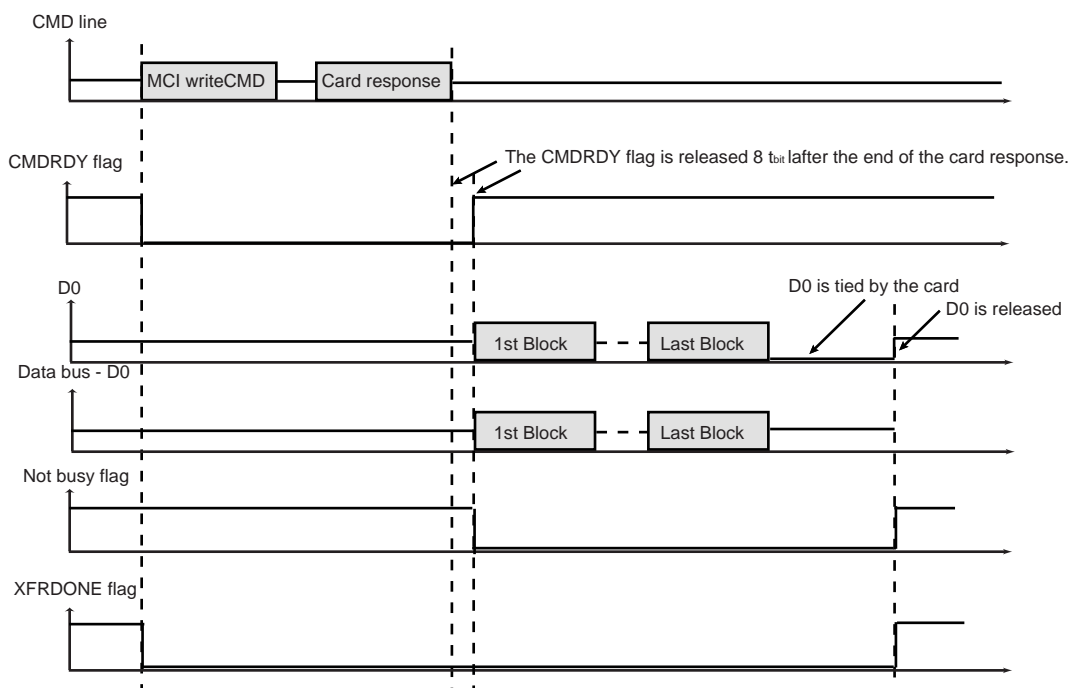 CMD line
MCI writeCMD
Card response
CMDRDY flag
The CMDRDY flag is released 8 tbit lafter the end of the card response.
D0
D0 is tied by the card
D0 is released
1st Block
Last Block
Data bus - D0
1st Block
Last Block
Not busy flag
XFRDONE flag